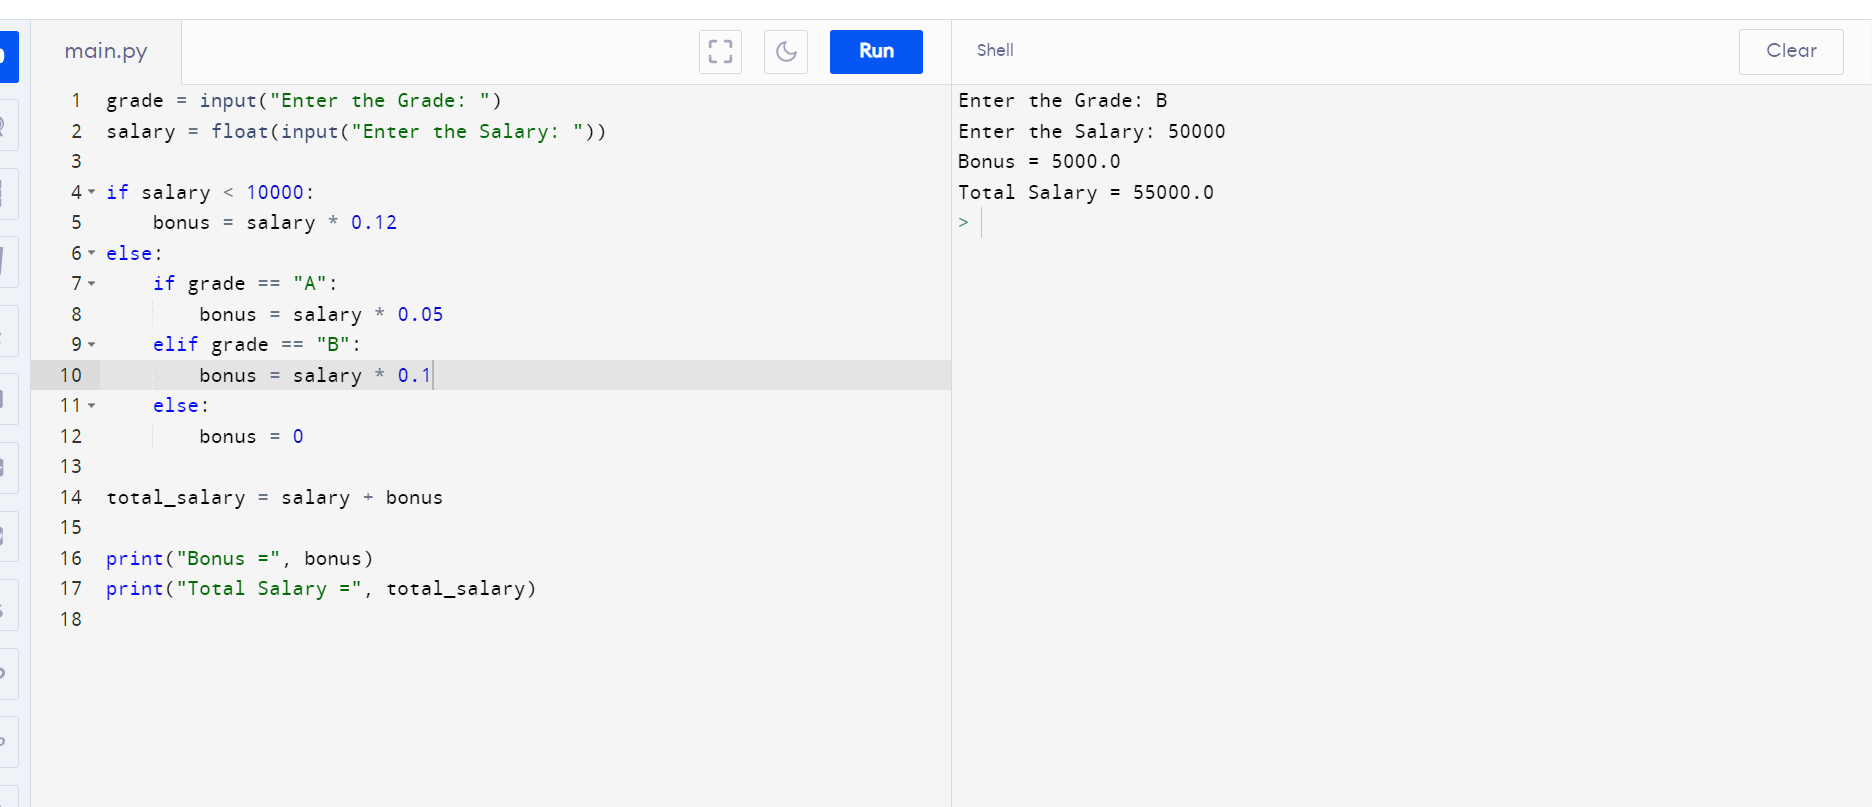 main.py
Run
1 grade = input("Enter the Grade: ")
2 salary = float(input("Enter the Salary: "))
3
4 if salary < 10000:
5     bonus = salary * 0.12
6 else:
7     if grade == "A":
8         bonus = salary * 0.05
9     elif grade == "B":
10         bonus = salary * 0.1
11     else:
12         bonus = 0
13
14 total_salary = salary + bonus
15
16 print("Bonus =", bonus)
17 print("Total Salary =", total_salary)
18
Shell
Clear
Enter the Grade: B
Enter the Salary: 50000
Bonus = 5000.0
Total Salary = 55000.0
>